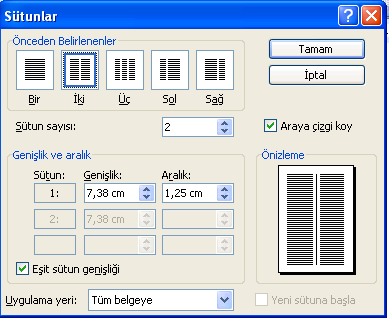 Sütunlar
Önceden Belirlenenler
Tamam
İptal
Bir İki Üç Sol Sağ
Sütun sayısı: 2
Araya çizgi koy
Genişlik ve aralık
Önizleme
Sütun: Genişlik: Aralık:
1: 7,38 cm 1,25 cm
2: 7,38 cm
Eşit sütun genişliği
Uygulama yeri: Tüm belgeye
Yeni sütuna başla